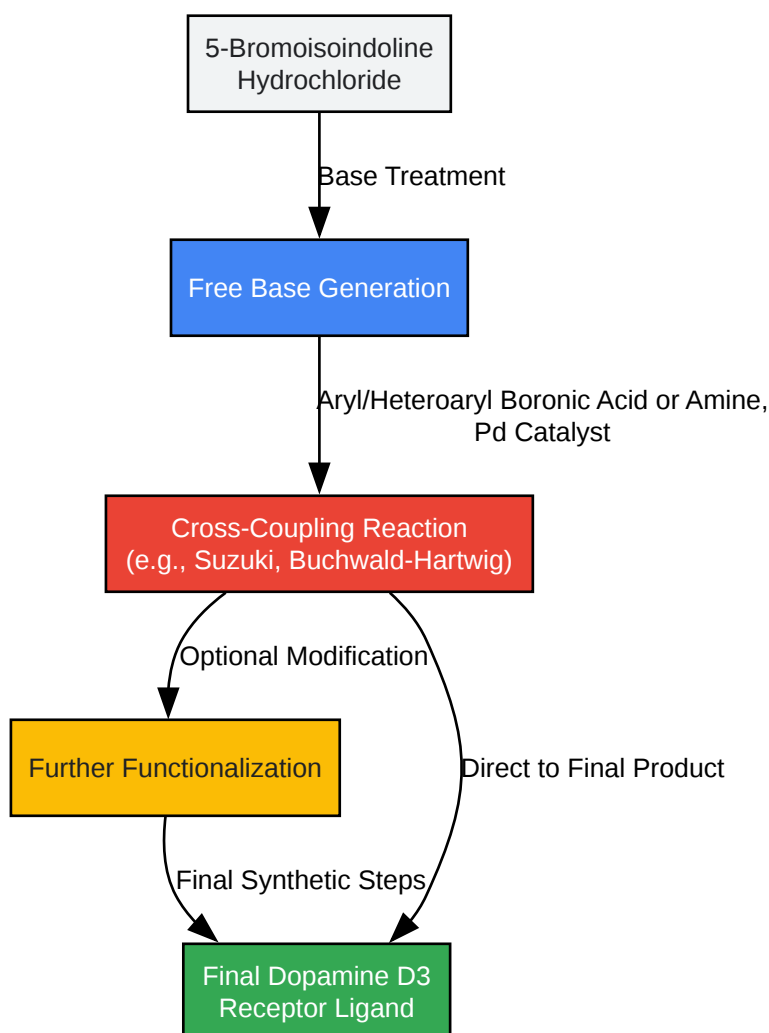 5-Bromoisoindoline
Hydrochloride
Base Treatment
Free Base Generation
Aryl/Heteroaryl Boronic Acid or Amine,
Pd Catalyst
Cross-Coupling Reaction
(e.g., Suzuki, Buchwald-Hartwig)
Optional Modification
Further Functionalization
Direct to Final Product
Final Synthetic Steps
Final Dopamine D3
Receptor Ligand